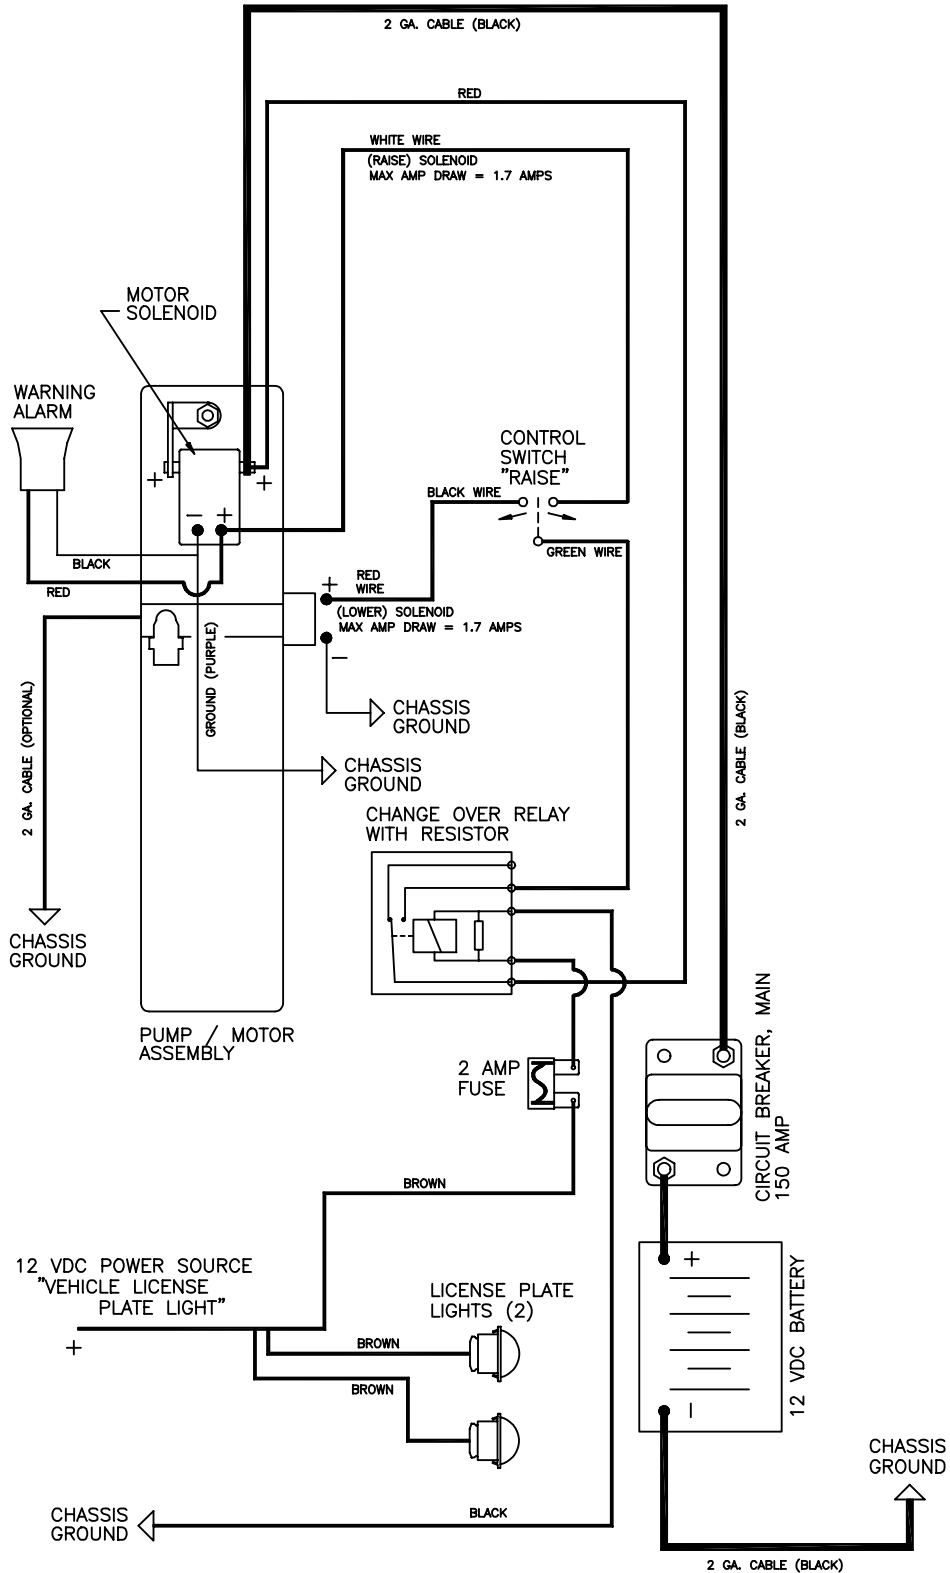 2 GA. CABLE (BLACK)
RED
WHITE WIRE
(RAISE) SOLENOID
MAX AMP DRAW = 1.7 AMPS
MOTOR
SOLENOID
WARNING
ALARM
CONTROL
SWITCH
"RAISE"
BLACK WIRE
+
+
− +
GREEN WIRE
BLACK
RED
RED
WIRE
+
(LOWER) SOLENOID
MAX AMP DRAW = 1.7 AMPS
−
GROUND (PURPLE)
2 GA. CABLE (OPTIONAL)
CHASSIS
GROUND
2 GA. CABLE (BLACK)
CHASSIS
GROUND
CHANGE OVER RELAY
WITH RESISTOR
CHASSIS
GROUND
PUMP / MOTOR
ASSEMBLY
2 AMP
FUSE
CIRCUIT BREAKER, MAIN
150 AMP
BROWN
12 VDC POWER SOURCE
"VEHICLE LICENSE
PLATE LIGHT"
+
LICENSE PLATE
LIGHTS (2)
BROWN
BROWN
+
12 VDC BATTERY
−
CHASSIS
GROUND
CHASSIS
GROUND
BLACK
2 GA. CABLE (BLACK)